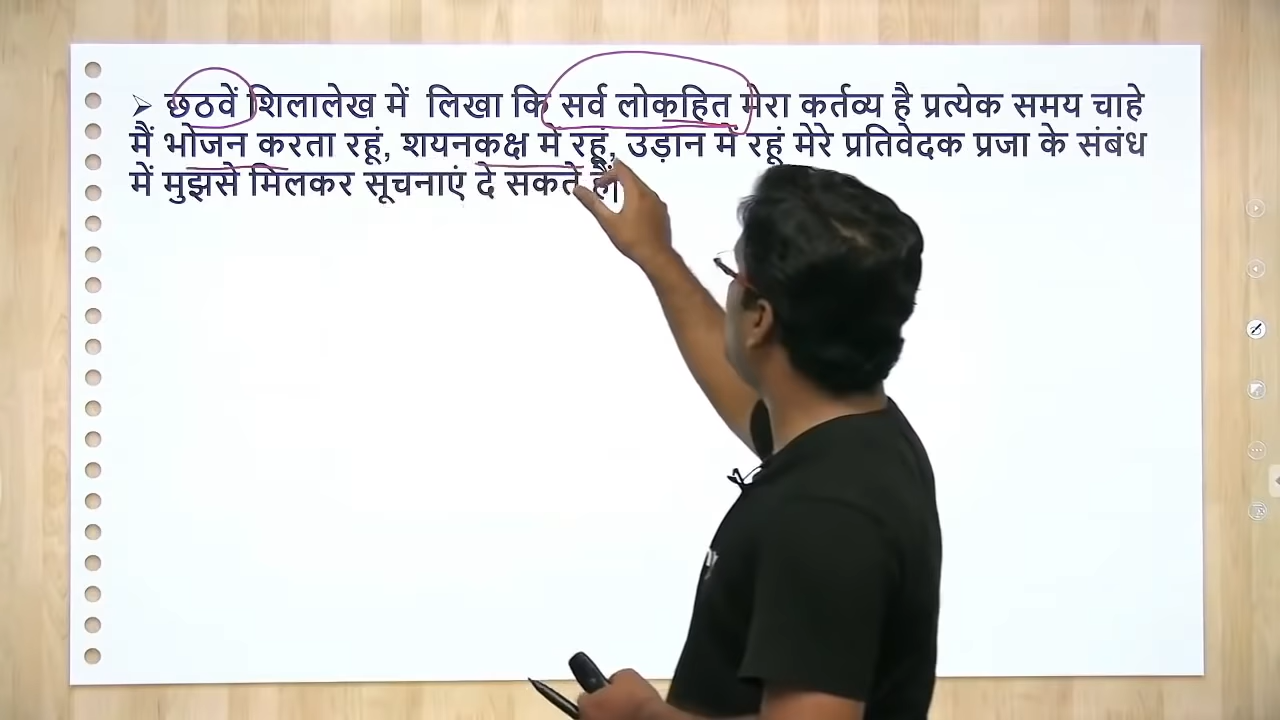 ➢ छठवें शिलालेख में लिखा कि सर्व लोकहित मेरा कर्तव्य है प्रत्येक समय चाहे
मैं भोजन करता रहूं, शयनकक्ष में रहूं, उड़ान में रहूं मेरे प्रतिवेदक प्रजा के संबंध
में मुझसे मिलकर सूचनाएं दे सकते हैं|